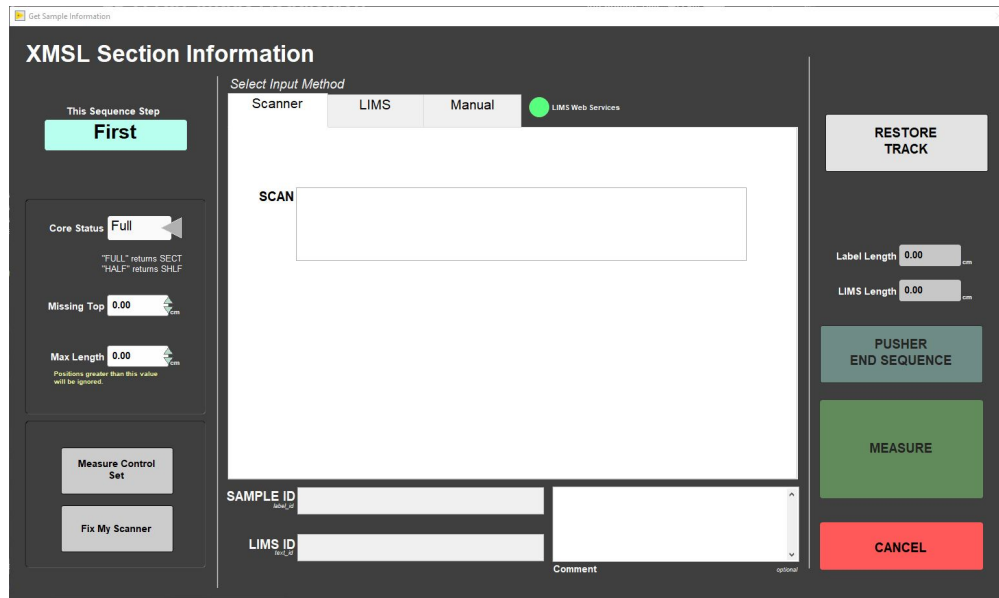 Get Sample Information
XMSL Section Information
This Sequence Step
First
Core Status Full
"FULL" returns SECT
"HALF" returns SHLF
Missing Top 0.00 cm
Max Length 0.00 cm
Positions greater than this value
will be ignored.
Measure Control
Set
Fix My Scanner
Select Input Method
Scanner LIMS Manual LIMS Web Services
SCAN
SAMPLE ID
label_id
LIMS ID
text_id
Comment optional
RESTORE
TRACK
Label Length 0.00 cm
LIMS Length 0.00 cm
PUSHER
END SEQUENCE
MEASURE
CANCEL